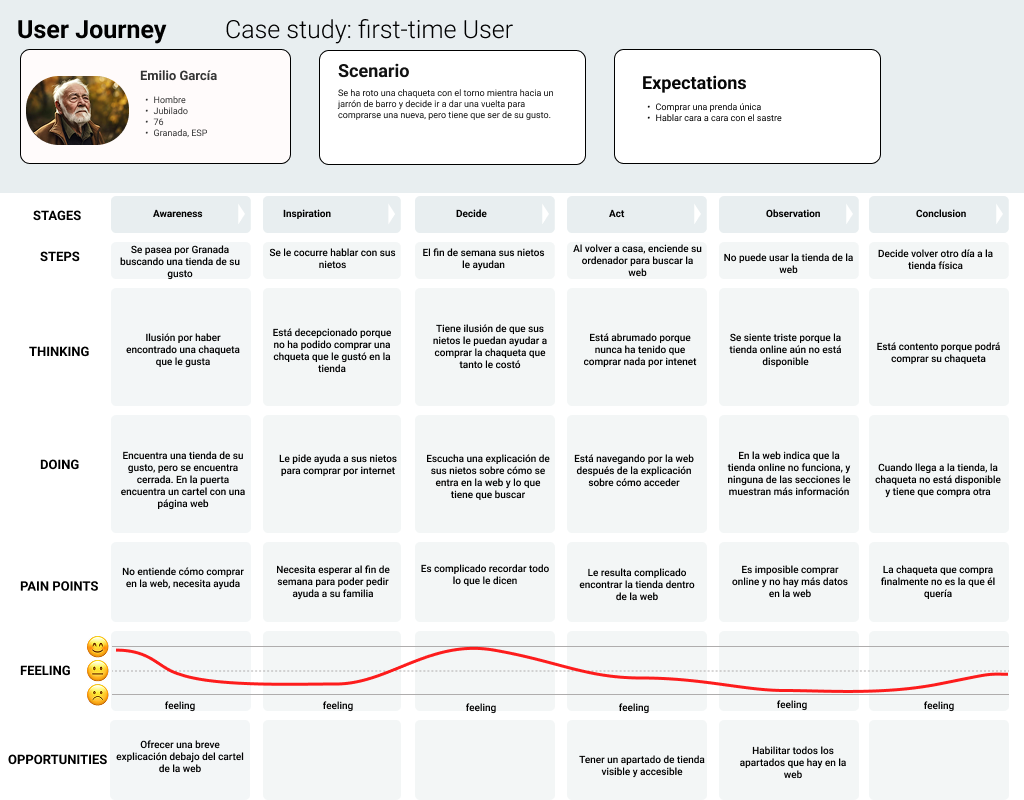 User Journey
Case study: first-time User
Emilio García
• Hombre
• Jubilado
• 76
• Granada, ESP
Scenario
Se ha roto una chaqueta con el torno mientra hacia un
jarrón de barro y decide ir a dar una vuelta para
comprarse una nueva, pero tiene que ser de su gusto.
Expectations
• Comprar una prenda única
• Hablar cara a cara con el sastre
STAGES
Awareness
Inspiration
Decide
Act
Observation
Conclusion
STEPS
Se pasea por Granada
buscando una tienda de su
gusto
Se le cocurre hablar con sus
nietos
El fin de semana sus nietos
le ayudan
Al volver a casa, enciende su
ordenador para buscar la
web
No puede usar la tienda de la
web
Decide volver otro día a la
tienda física
THINKING
Ilusión por haber
encontrado una chaqueta
que le gusta
Está decepcionado porque
no ha podido comprar una
chqueta que le gustó en la
tienda
Tiene ilusión de que sus
nietos le puedan ayudar a
comprar la chaqueta que
tanto le costó
Está abrumado porque
nunca ha tenido que
comprar nada por intenet
Se siente triste porque la
tienda online aún no está
disponible
Está contento porque podrá
comprar su chaqueta
DOING
Encuentra una tienda de su
gusto, pero se encuentra
cerrada. En la puerta
encuentra un cartel con una
página web
Le pide ayuda a sus nietos
para comprar por internet
Escucha una explicación de
sus nietos sobre cómo se
entra en la web y lo que
tiene que buscar
Está navegando por la web
después de la explicación
sobre cómo acceder
En la web indica que la
tienda online no funciona, y
ninguna de las secciones le
muestran más información
Cuando llega a la tienda, la
chaqueta no está disponible
y tiene que compra otra
PAIN POINTS
No entiende cómo comprar
en la web, necesita ayuda
Necesita esperar al fin de
semana para poder pedir
ayuda a su familia
Es complicado recordar todo
lo que le dicen
Le resulta complicado
encontrar la tienda dentro
de la web
Es imposible comprar
online y no hay más datos
en la web
La chaqueta que compra
finalmente no es la que él
quería
FEELING
feeling
feeling
feeling
feeling
feeling
feeling
OPPORTUNITIES
Ofrecer una breve
explicación debajo del cartel
de la web
Tener un apartado de tienda
visible y accesible
Habilitar todos los
apartados que hay en la
web